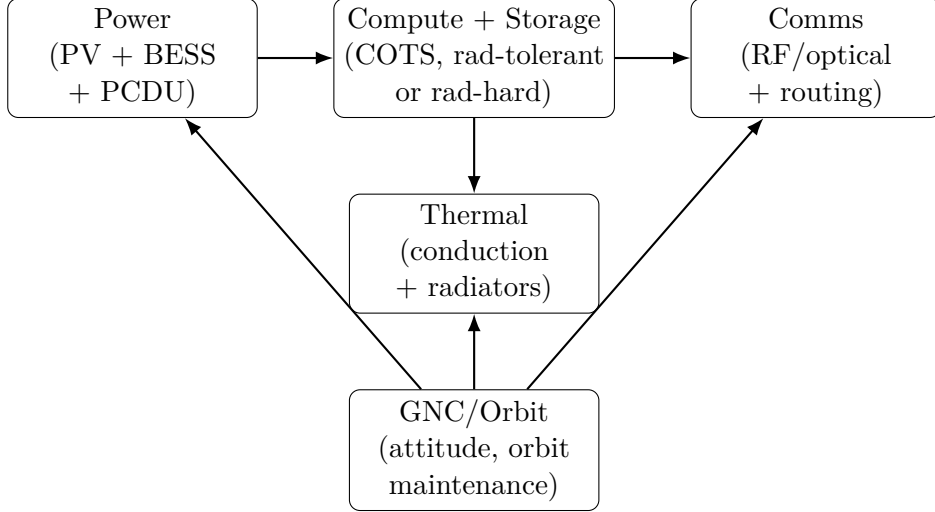 Power
(PV + BESS
+ PCDU)
Compute + Storage
(COTS, rad-tolerant
or rad-hard)
Comms
(RF/optical
+ routing)
Thermal
(conduction
+ radiators)
GNC/Orbit
(attitude, orbit
maintenance)